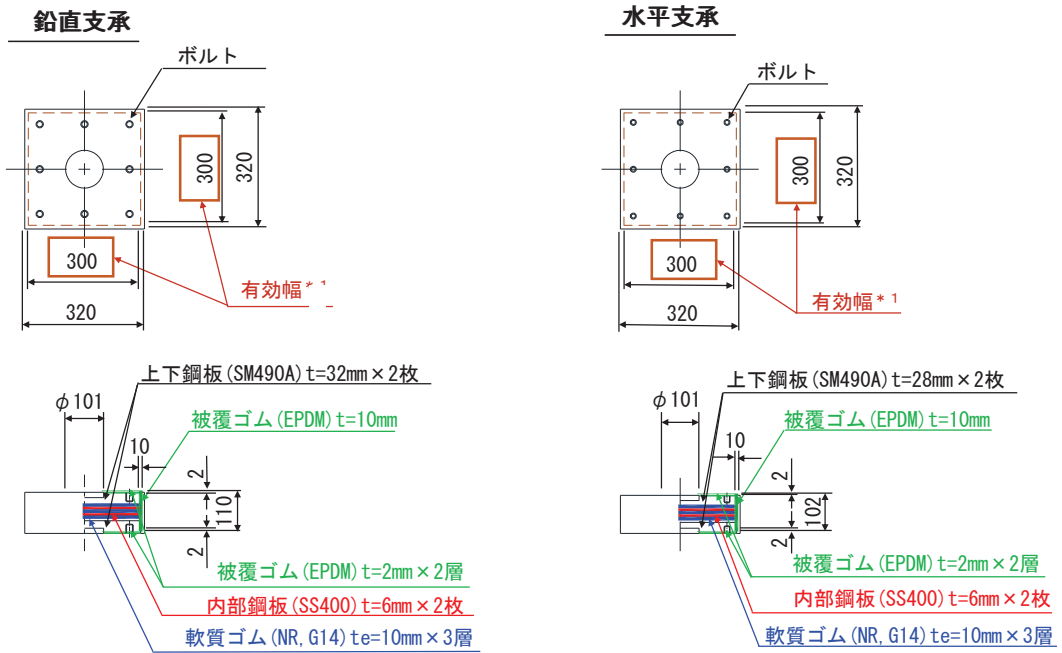 鉛直支承
ボルト
300
320
300
320
有効幅*1
上下鋼板(SM490A)t=32mm×2枚
φ101
被覆ゴム(EPDM)t=10mm
10
2
110
2
被覆ゴム(EPDM)t=2mm×2層
内部鋼板(SS400)t=6mm×2枚
軟質ゴム(NR,G14)te=10mm×3層
水平支承
ボルト
300
320
300
320
有効幅*1
上下鋼板(SM490A)t=28mm×2枚
φ101
被覆ゴム(EPDM)t=10mm
10
2
102
2
被覆ゴム(EPDM)t=2mm×2層
内部鋼板(SS400)t=6mm×2枚
軟質ゴム(NR,G14)te=10mm×3層